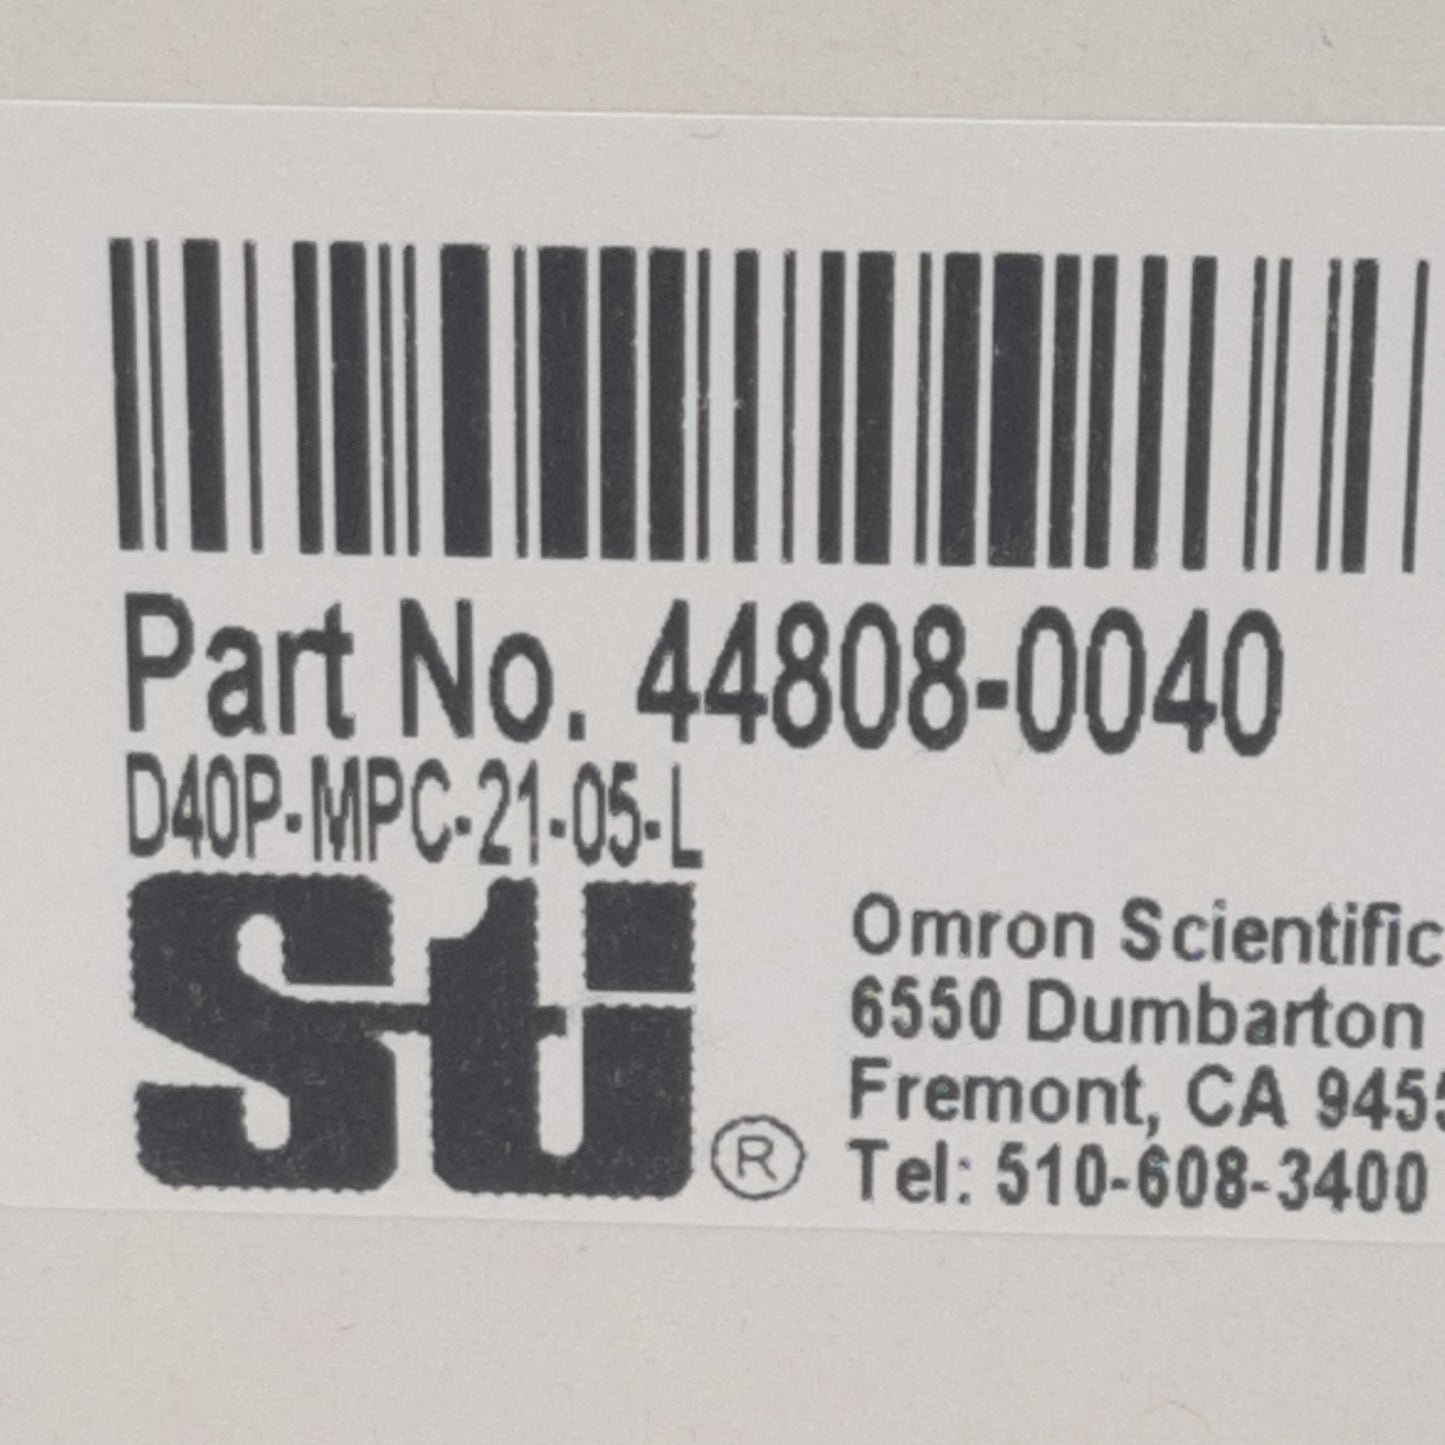 Part No. 44808-0040
D40P-MPC-21-05-L
sti ®
Omron Scientific
6550 Dumbarton
Fremont, CA 9455
Tel: 510-608-3400